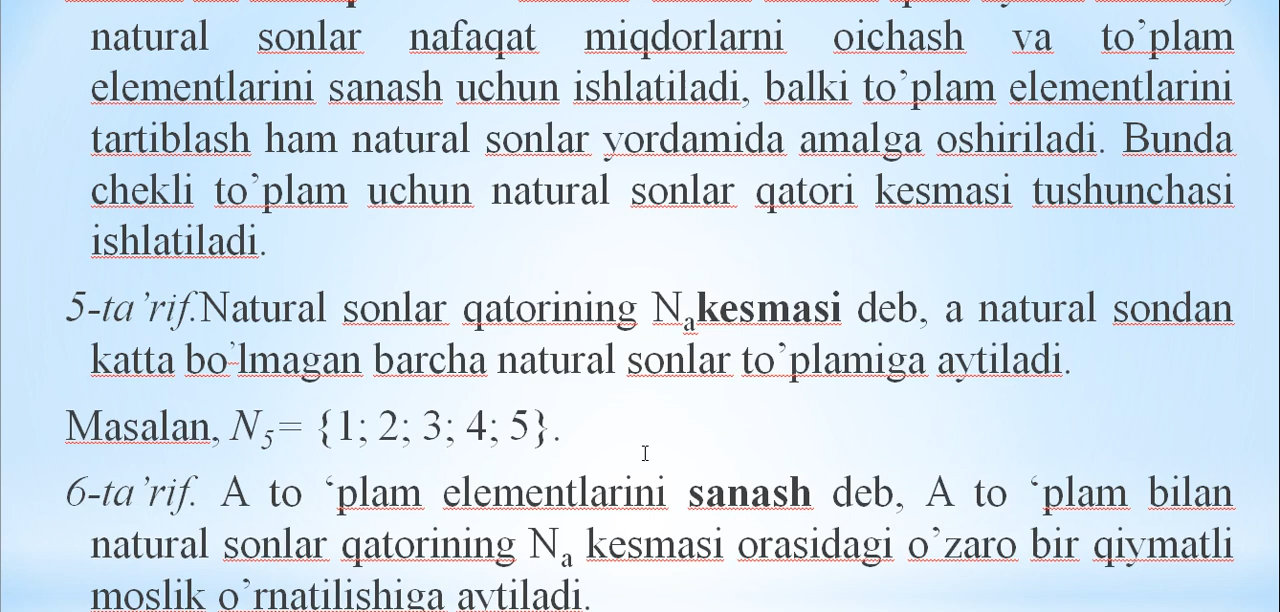 natural sonlar nafaqat miqdorlarni oichash va to’plam
elementlarini sanash uchun ishlatiladi, balki to’plam elementlarini
tartiblash ham natural sonlar yordamida amalga oshiriladi. Bunda
chekli to’plam uchun natural sonlar qatori kesmasi tushunchasi
ishlatiladi.
5-ta’rif.Natural sonlar qatorining Nₐkesmasi deb, a natural sondan
katta bo’lmagan barcha natural sonlar to’plamiga aytiladi.
Masalan, N₅= {1; 2; 3; 4; 5}.
6-ta’rif. A to ‘plam elementlarini sanash deb, A to ‘plam bilan
natural sonlar qatorining Nₐ kesmasi orasidagi o’zaro bir qiymatli
moslik o’rnatilishiga aytiladi.